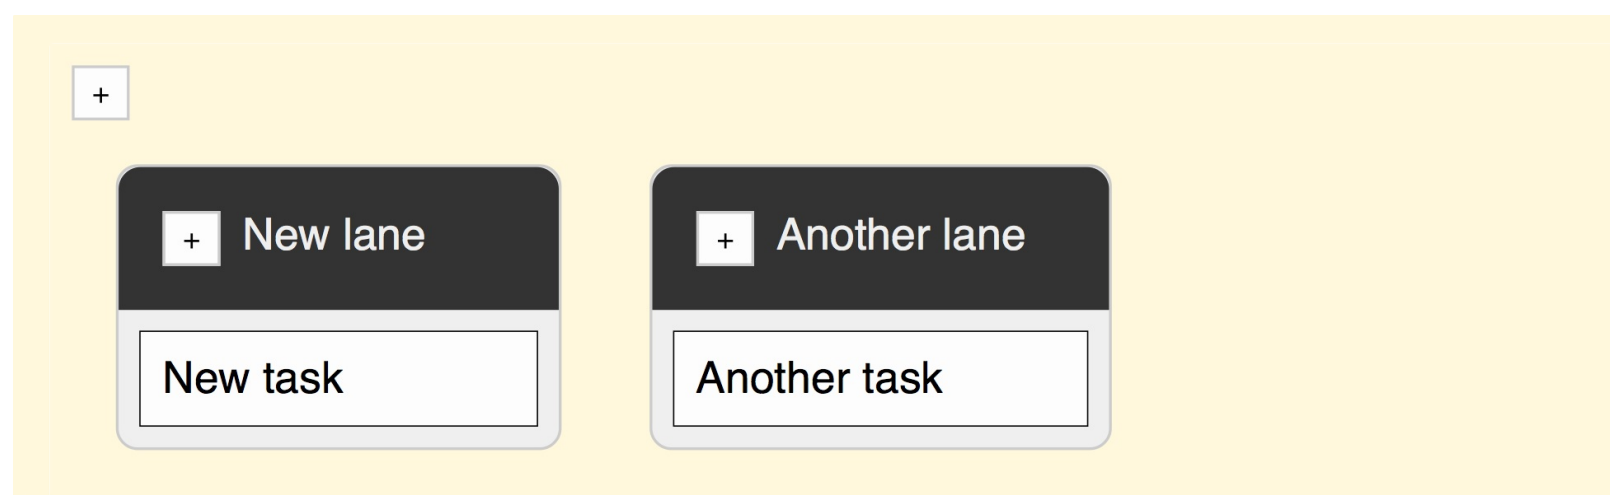 +
+ New lane
New task
+ Another lane
Another task